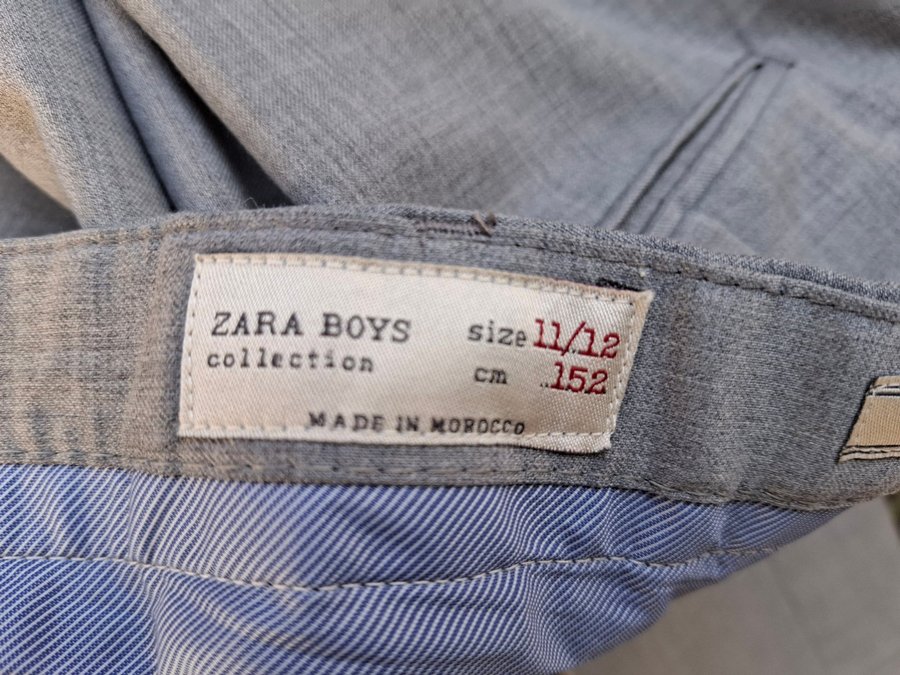 ZARA BOYS size 11/12
collection cm 152
MADE IN MOROCCO